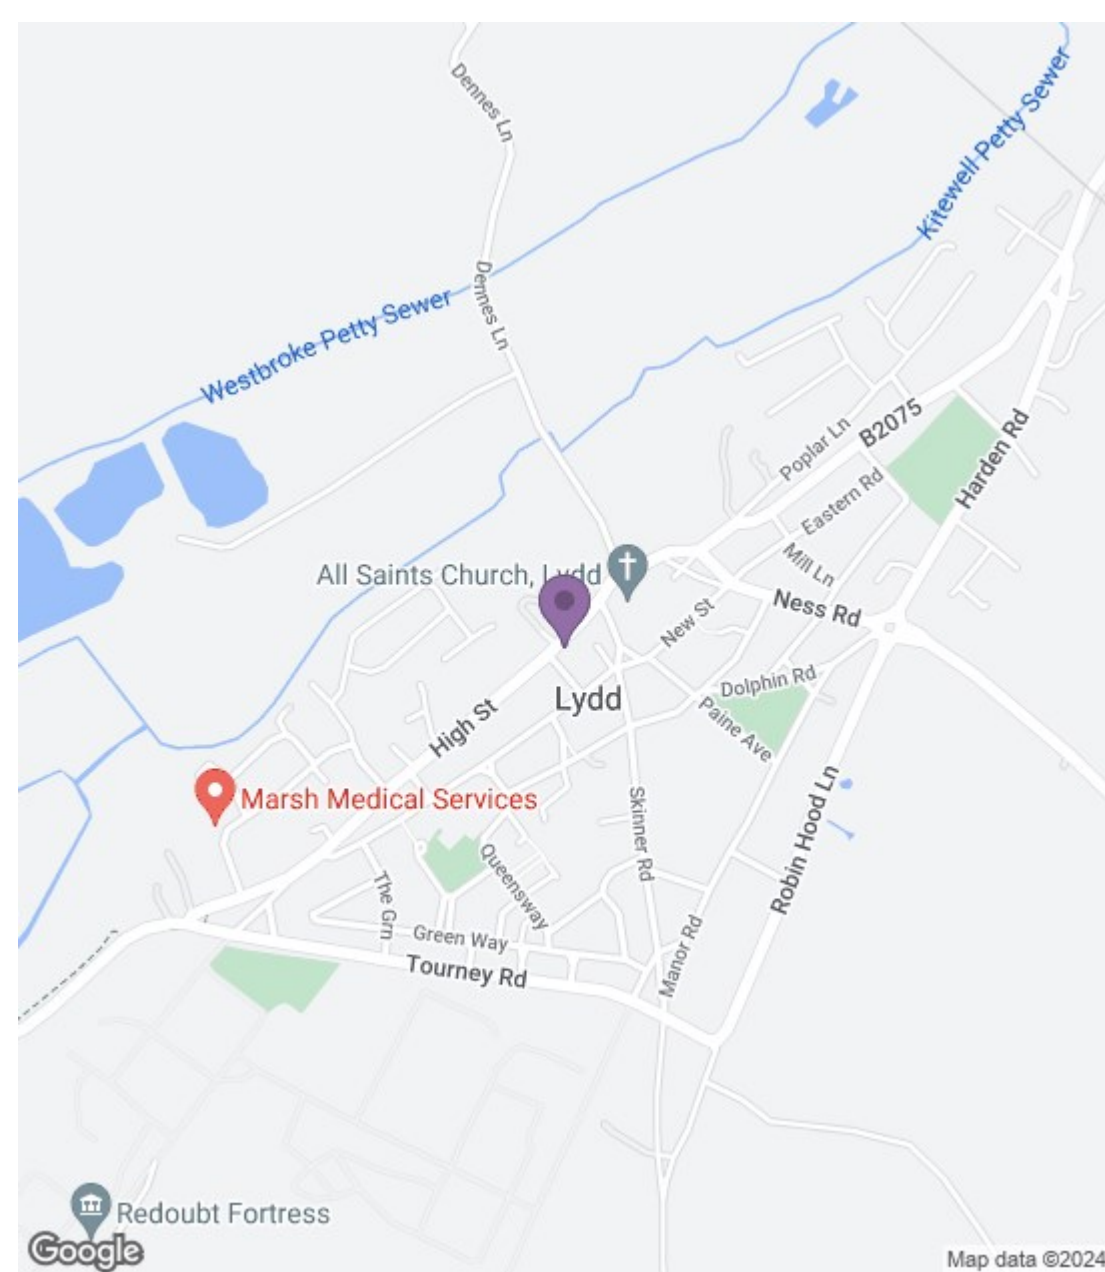 Dennes Ln
Kitewell Petty Sewer
Dennes Ln
Westbroke Petty Sewer
B2075
Poplar Ln
Harden Rd
Eastern Rd
Mill Ln
All Saints Church, Lydd
Ness Rd
New St
Dolphin Rd
Lydd
High St
Paine Ave
Marsh Medical Services
Skinner Rd
Robin Hood Ln
Queensway
The Grn
Green Way
Manor Rd
Tourney Rd
Redoubt Fortress
Google
Map data ©2024